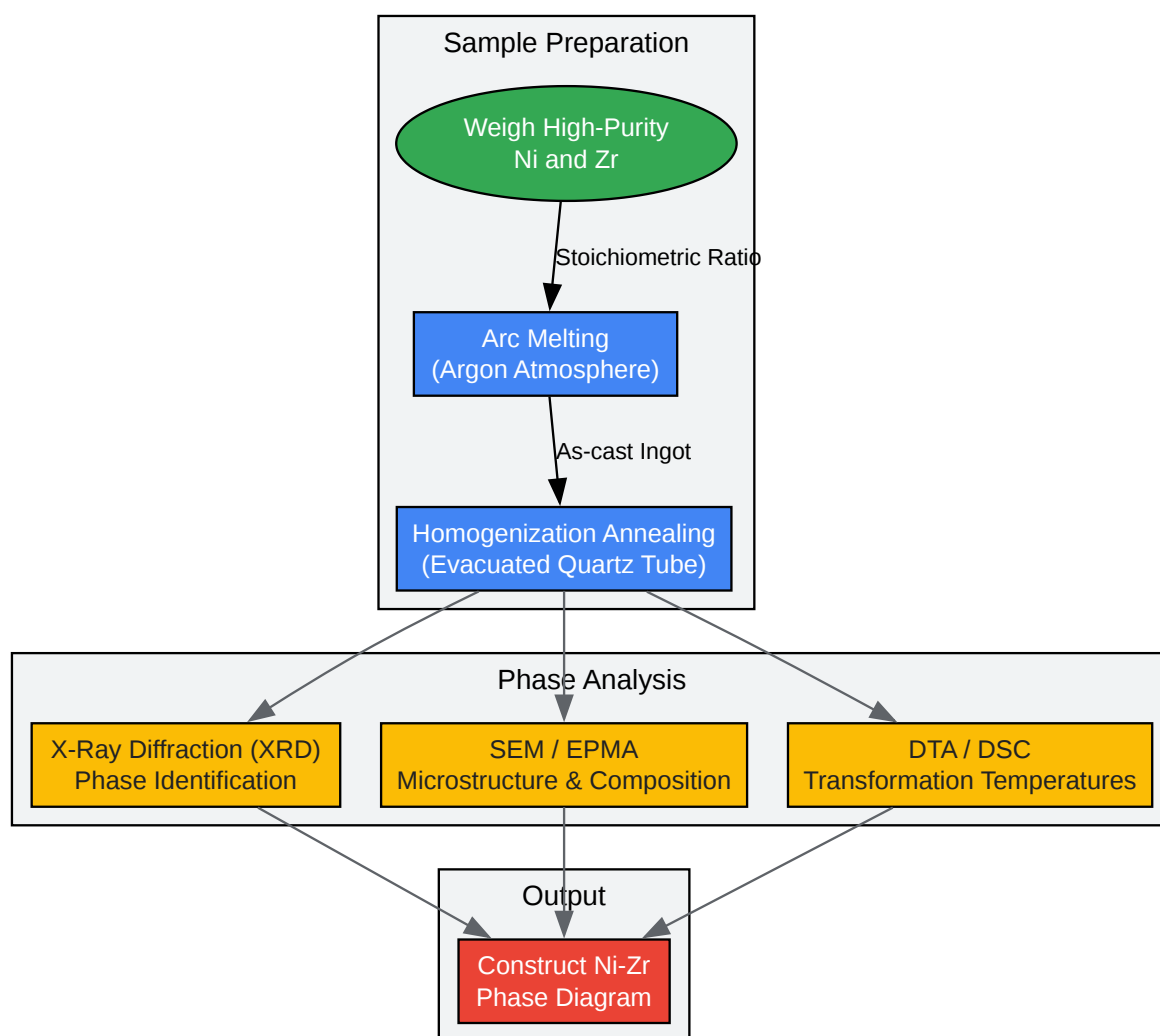 Sample Preparation
Weigh High-Purity
Ni and Zr
Stoichiometric Ratio
Arc Melting
(Argon Atmosphere)
As-cast Ingot
Homogenization Annealing
(Evacuated Quartz Tube)
Phase Analysis
X-Ray Diffraction (XRD)
Phase Identification
SEM / EPMA
Microstructure & Composition
DTA / DSC
Transformation Temperatures
Output
Construct Ni-Zr
Phase Diagram